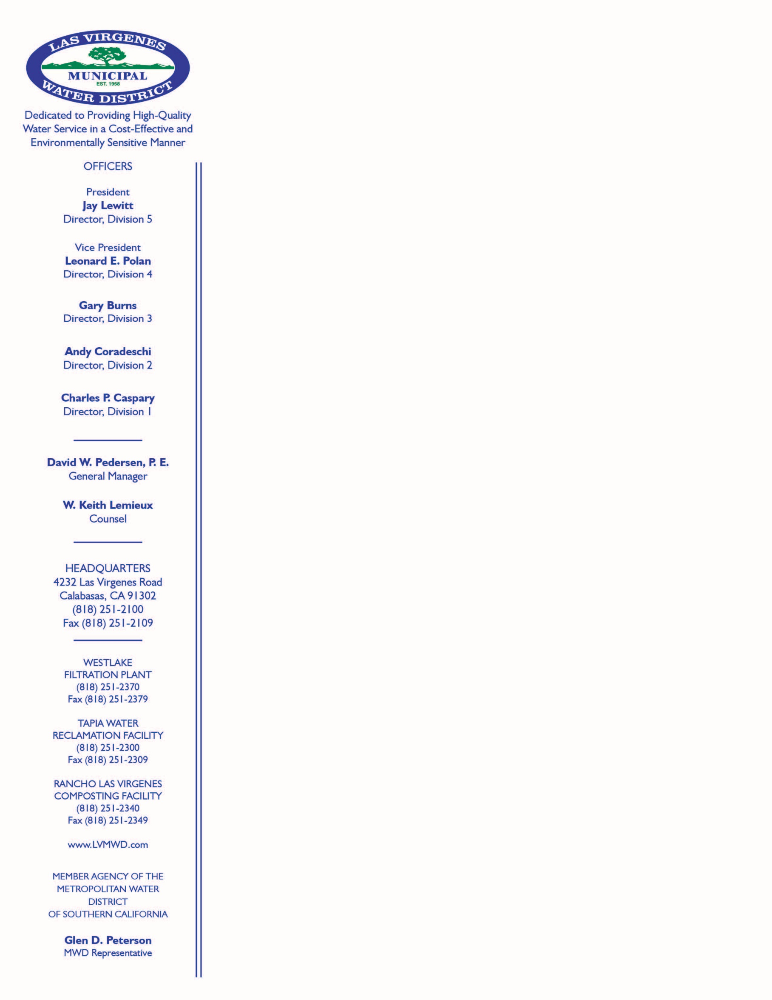 LAS VIRGENES
MUNICIPAL
EST. 1958
WATER DISTRICT
Dedicated to Providing High-Quality
Water Service in a Cost-Effective and
Environmentally Sensitive Manner
OFFICERS
President
Jay Lewitt
Director, Division 5
Vice President
Leonard E. Polan
Director, Division 4
Gary Burns
Director, Division 3
Andy Coradeschi
Director, Division 2
Charles P. Caspary
Director, Division 1
David W. Pedersen, P. E.
General Manager
W. Keith Lemieux
Counsel
HEADQUARTERS
4232 Las Virgenes Road
Calabasas, CA 91302
(818) 251-2100
Fax (818) 251-2109
WESTLAKE
FILTRATION PLANT
(818) 251-2370
Fax (818) 251-2379
TAPIA WATER
RECLAMATION FACILITY
(818) 251-2300
Fax (818) 251-2309
RANCHO LAS VIRGENES
COMPOSTING FACILITY
(818) 251-2340
Fax (818) 251-2349
www.LVMWD.com
MEMBER AGENCY OF THE
METROPOLITAN WATER
DISTRICT
OF SOUTHERN CALIFORNIA
Glen D. Peterson
MWD Representative